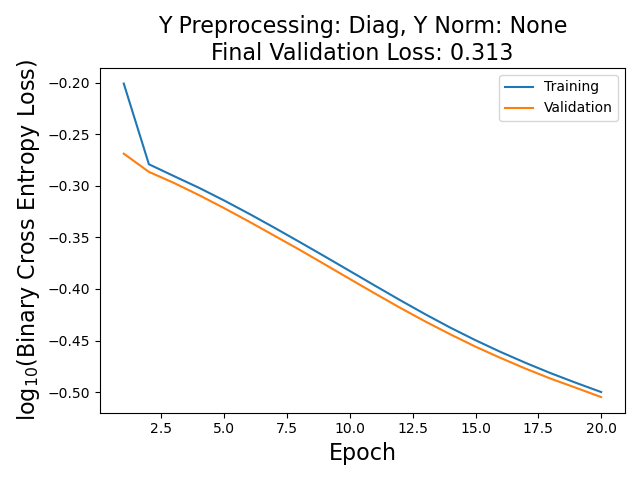 Y Preprocessing: Diag, Y Norm: None
Final Validation Loss: 0.313
log₁₀(Binary Cross Entropy Loss)
−0.20
−0.25
−0.30
−0.35
−0.40
−0.45
−0.50
Training
Validation
2.5 5.0 7.5 10.0 12.5 15.0 17.5 20.0
Epoch